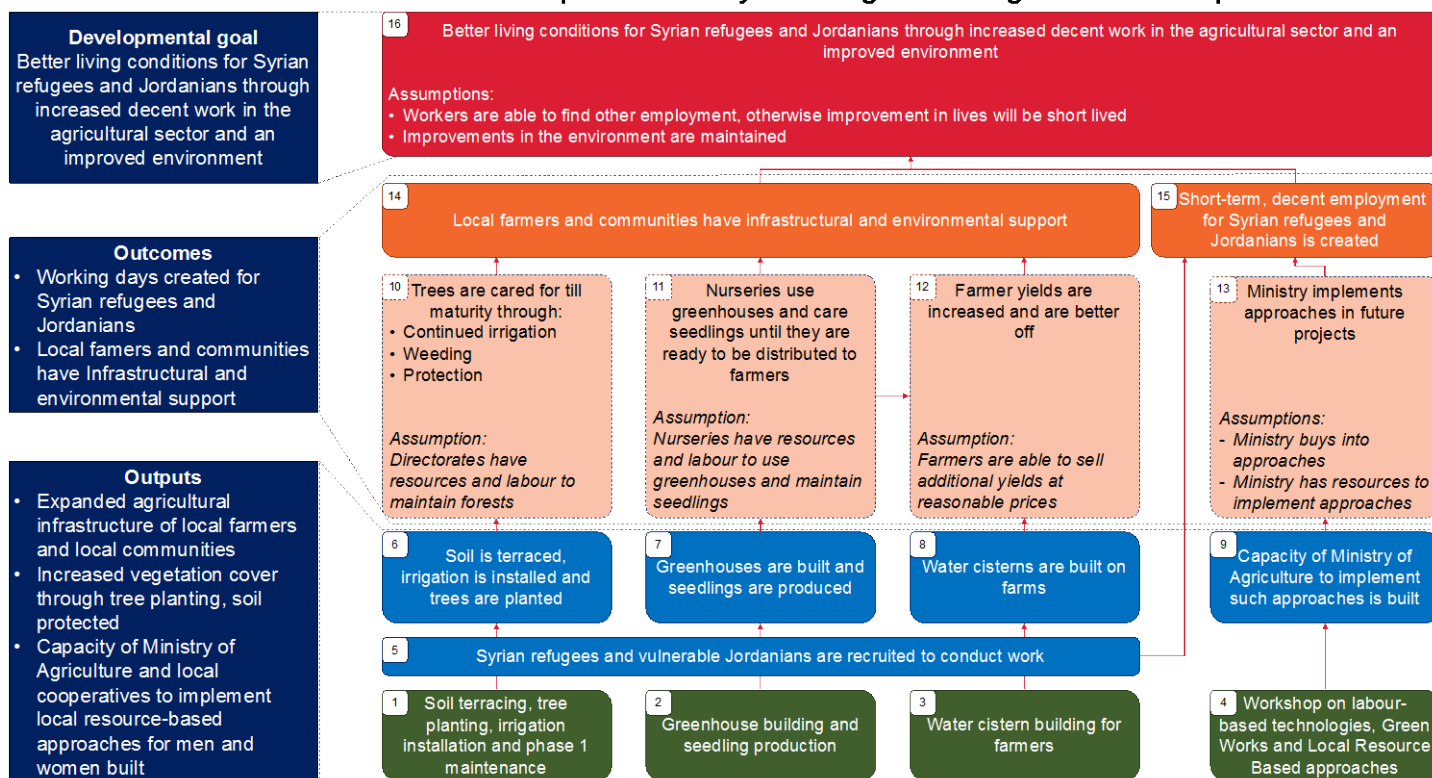 Developmental goal
Better living conditions for Syrian
refugees and Jordanians through
increased decent work in the
agricultural sector and an
improved environment
16
Better living conditions for Syrian refugees and Jordanians through increased decent work in the agricultural sector and an
improved environment
Assumptions:
• Workers are able to find other employment, otherwise improvement in lives will be short lived
• Improvements in the environment are maintained
Outcomes
• Working days created for
Syrian refugees and
Jordanians
• Local famers and communities
have Infrastructural and
environmental support
14
Local farmers and communities have infrastructural and environmental support
15
Short-term, decent employment
for Syrian refugees and
Jordanians is created
10
Trees are cared for till
maturity through:
• Continued irrigation
• Weeding
• Protection
Assumption:
Directorates have
resources and labour to
maintain forests
11
Nurseries use
greenhouses and care
seedlings until they are
ready to be distributed to
farmers
Assumption:
Nurseries have resources
and labour to use
greenhouses and maintain
seedlings
12
Farmer yields are
increased and are better
off
Assumption:
Farmers are able to sell
additional yields at
reasonable prices
13
Ministry implements
approaches in future
projects
Assumptions:
- Ministry buys into
approaches
- Ministry has resources to
implement approaches
Outputs
• Expanded agricultural
infrastructure of local farmers
and local communities
• Increased vegetation cover
through tree planting, soil
protected
• Capacity of Ministry of
Agriculture and local
cooperatives to implement
local resource-based
approaches for men and
women built
6
Soil is terraced,
irrigation is installed and
trees are planted
7
Greenhouses are built and
seedlings are produced
8
Water cisterns are built on
farms
9
Capacity of Ministry of
Agriculture to implement
such approaches is built
5
Syrian refugees and vulnerable Jordanians are recruited to conduct work
1
Soil terracing, tree
planting, irrigation
installation and phase 1
maintenance
2
Greenhouse building and
seedling production
3
Water cistern building for
farmers
4
Workshop on labour-
based technologies, Green
Works and Local Resource
Based approaches